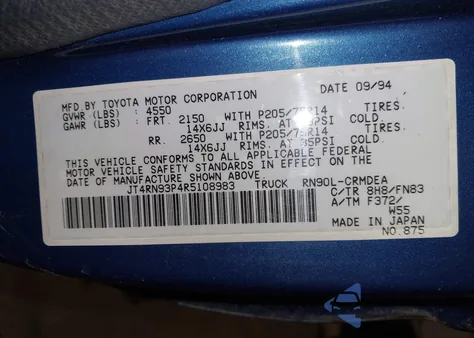 MFD.BY TOYOTA MOTOR CORPORATION DATE 09/94
GVWR (LBS) : 4550
GAWR (LBS) : FRT. 2150 WITH P205/75R14 TIRES.
14X6JJ RIMS. AT PSI COLD.
RR. 2650 WITH P205/75R14 TIRES.
14X6JJ RIMS. AT 35PSI COLD.
THIS VEHICLE CONFORMS TO ALL APPLICABLE FEDERAL
MOTOR VEHICLE SAFETY STANDARDS IN EFFECT ON THE
DATE OF MANUFACTURE SHOWN ABOVE.
JT4RN93P4R5108983 TRUCK RN90L-CRMDEA
C/TR 8H8/FN83
A/TM F372/
W55
MADE IN JAPAN
NO.875